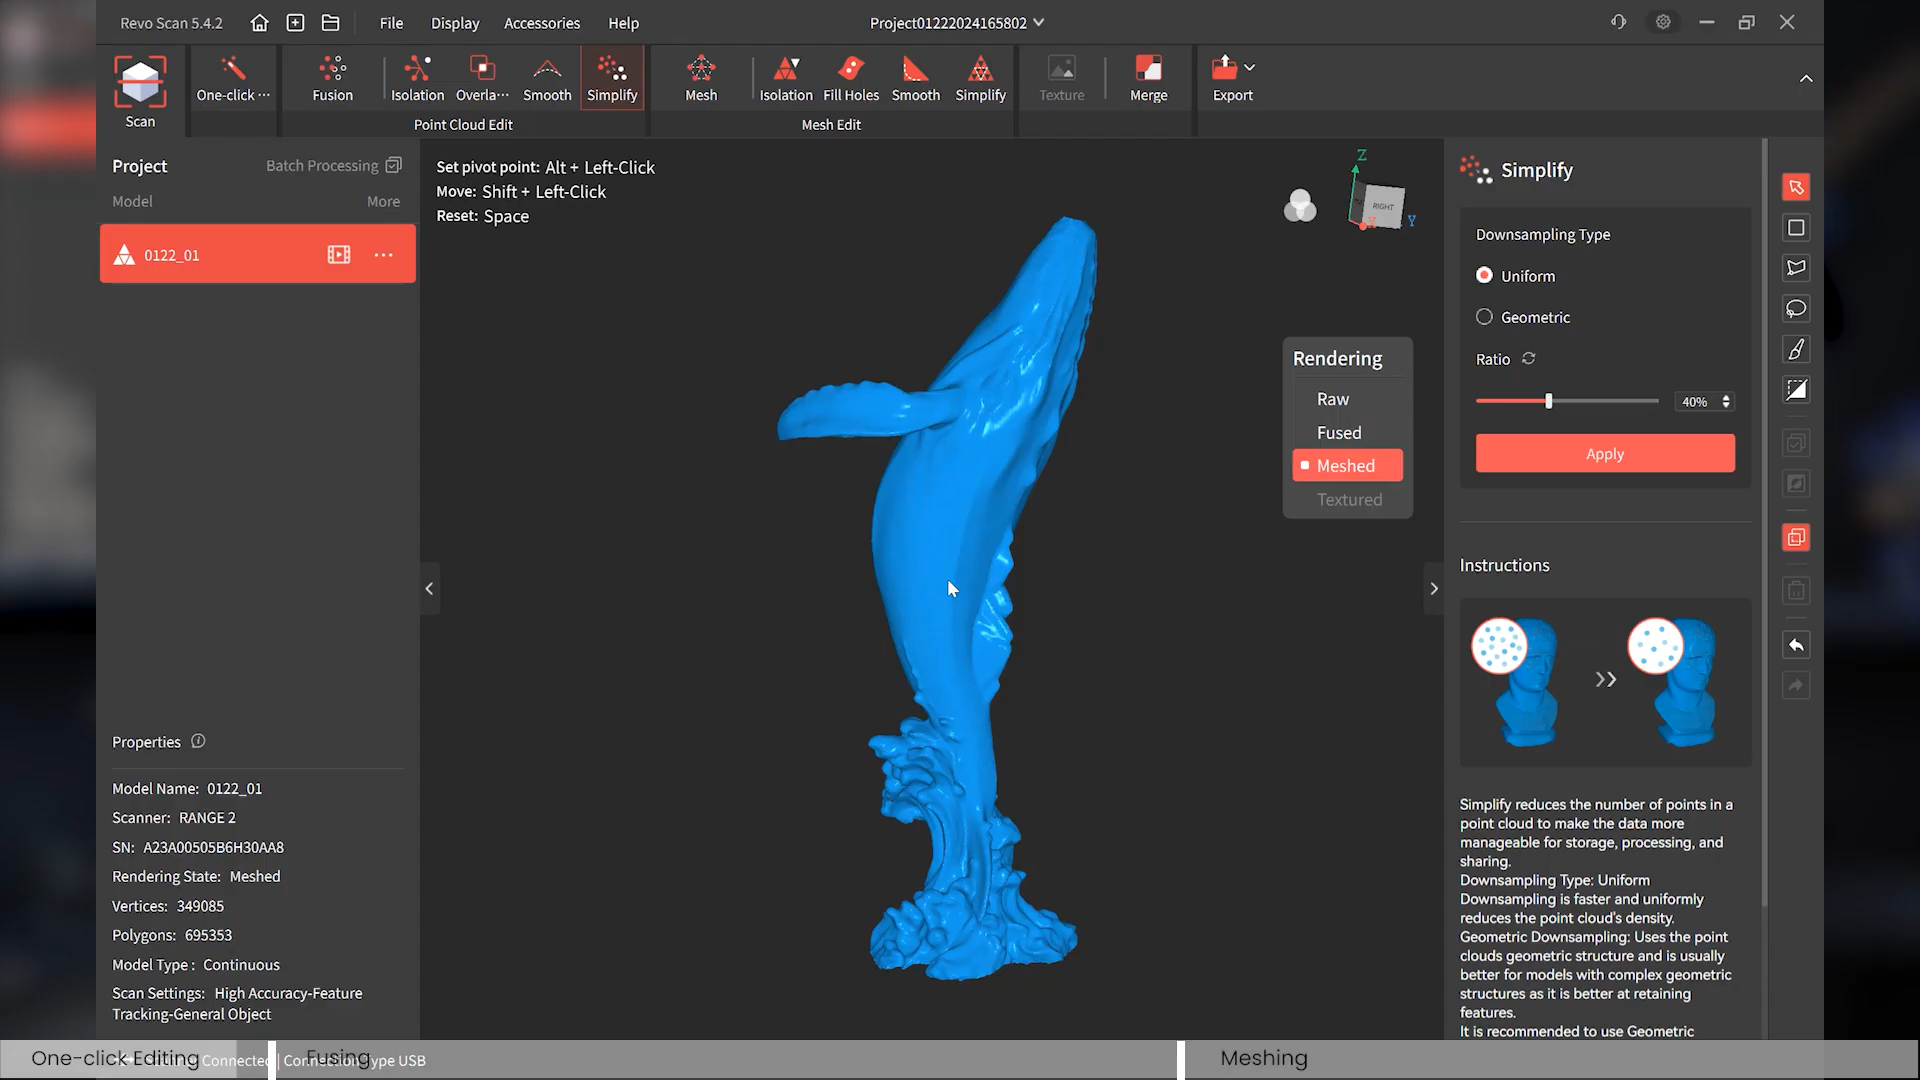 Revo Scan 5.4.2
File
Display
Accessories
Help
Project01222024165802
Scan
One-click ···
Fusion
Isolation
Overla···
Smooth
Simplify
Point Cloud Edit
Mesh
Isolation
Fill Holes
Smooth
Simplify
Mesh Edit
Texture
Merge
Export
Project
Batch Processing
Model
More
0122_01
Set pivot point: Alt + Left-Click
Move: Shift + Left-Click
Reset: Space
Z
RIGHT
X
Y
Rendering
Raw
Fused
Meshed
Textured
Simplify
Downsampling Type
Uniform
Geometric
Ratio
40%
Apply
Instructions
Simplify reduces the number of points in a
point cloud to make the data more
manageable for storage, processing, and
sharing.
Downsampling Type: Uniform
Downsampling is faster and uniformly
reduces the point cloud's density.
Geometric Downsampling: Uses the point
clouds geometric structure and is usually
better for models with complex geometric
structures as it is better at retaining
features.
It is recommended to use Geometric
Properties
Model Name: 0122_01
Scanner: RANGE 2
SN: A23A00505B6H30AA8
Rendering State: Meshed
Vertices: 349085
Polygons: 695353
Model Type : Continuous
Scan Settings: High Accuracy-Feature
Tracking-General Object
Connected | Connection Type USB
One-click Editing
Fusing
Meshing